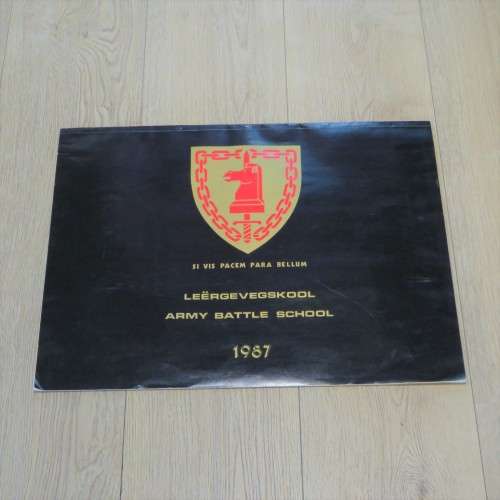 SI VIS PACEM PARA BELLUM
LEËRGEVEGSKOOL
ARMY BATTLE SCHOOL
1987